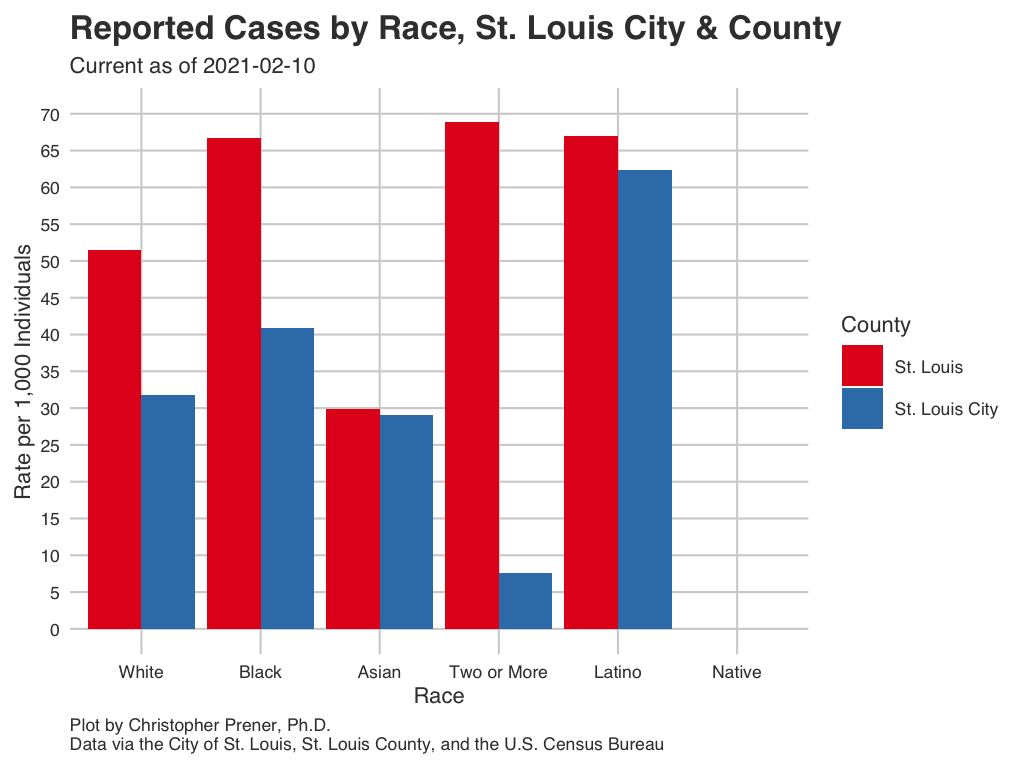 Reported Cases by Race, St. Louis City & County
Current as of 2021-02-10
Rate per 1,000 Individuals
70
65
60
55
50
45
40
35
30
25
20
15
10
5
0
White
Black
Asian
Two or More
Latino
Native
Race
County
St. Louis
St. Louis City
Plot by Christopher Prener, Ph.D.
Data via the City of St. Louis, St. Louis County, and the U.S. Census Bureau